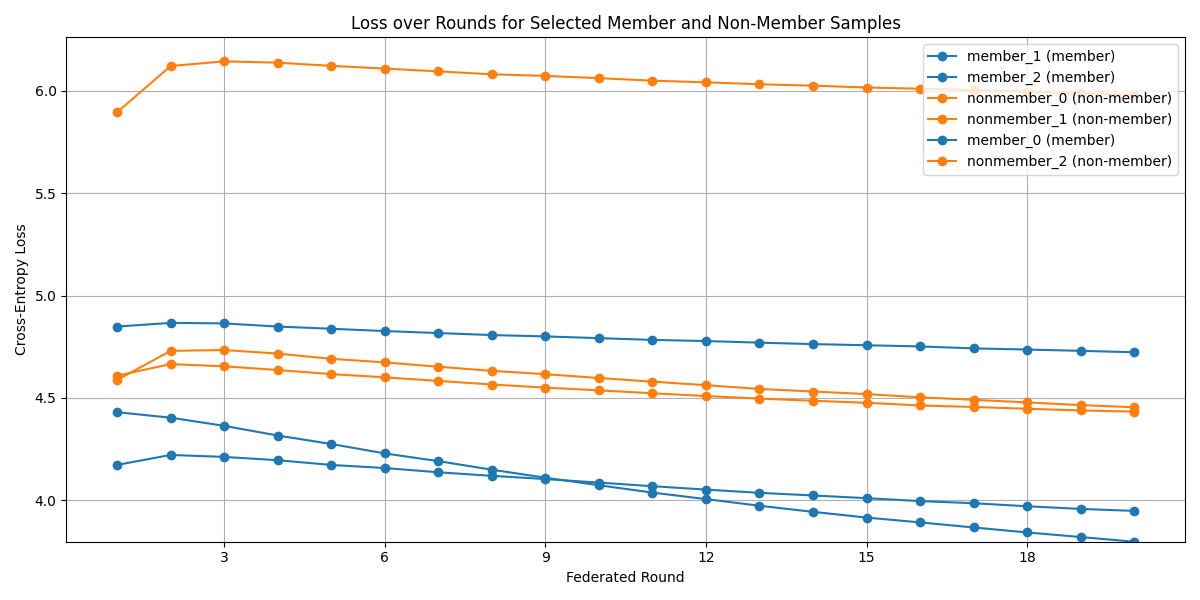 Loss over Rounds for Selected Member and Non-Member Samples
member_1 (member)
member_2 (member)
nonmember_0 (non-member)
nonmember_1 (non-member)
member_0 (member)
nonmember_2 (non-member)
Cross-Entropy Loss
6.0
5.5
5.0
4.5
4.0
3
6
9
12
15
18
Federated Round